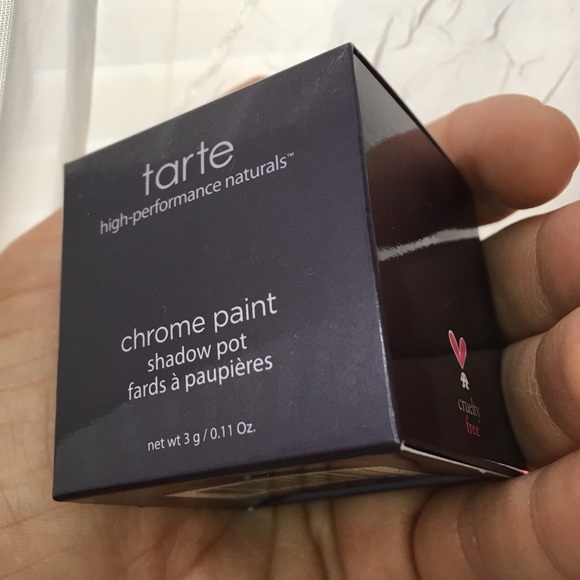 tarte
high-performance naturals™
chrome paint
shadow pot
fards à paupières
net wt 3 g / 0.11 Oz.
cruelty
free